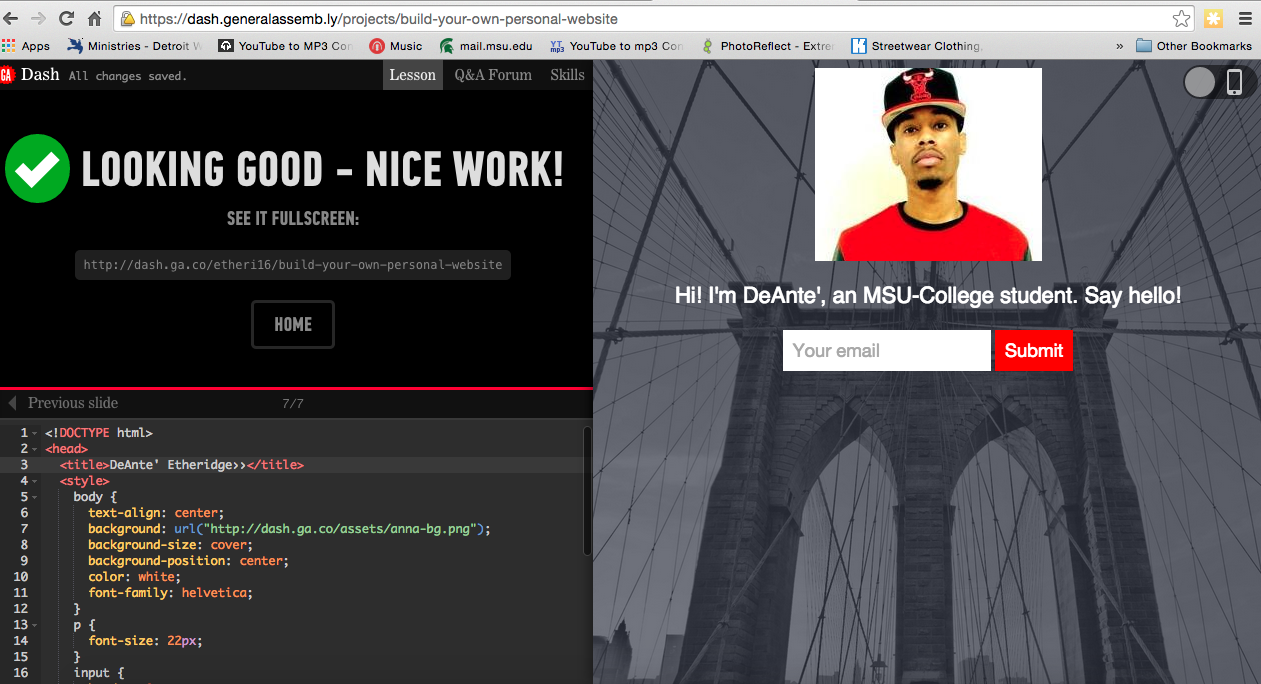 https://dash.generalassemb.ly/projects/build-your-own-personal-website
Apps Ministries - Detroit YouTube to MP3 Con Music mail.msu.edu YT MP3 YouTube to mp3 Con PhotoReflect - Extre Streetwear Clothing, » Other Bookmarks
GA Dash All changes saved. Lesson Q&A Forum Skills
LOOKING GOOD - NICE WORK!
SEE IT FULLSCREEN:
http://dash.ga.co/etheri16/build-your-own-personal-website
HOME
Previous slide 7/7
1 <!DOCTYPE html>
2 <head>
3 <title>DeAnte' Etheridge>></title>
4 <style>
5 body {
6 text-align: center;
7 background: url("http://dash.ga.co/assets/anna-bg.png");
8 background-size: cover;
9 background-position: center;
10 color: white;
11 font-family: helvetica;
12 }
13 p {
14 font-size: 22px;
15 }
16 input {
Hi! I'm DeAnte', an MSU-College student. Say hello!
Your email Submit